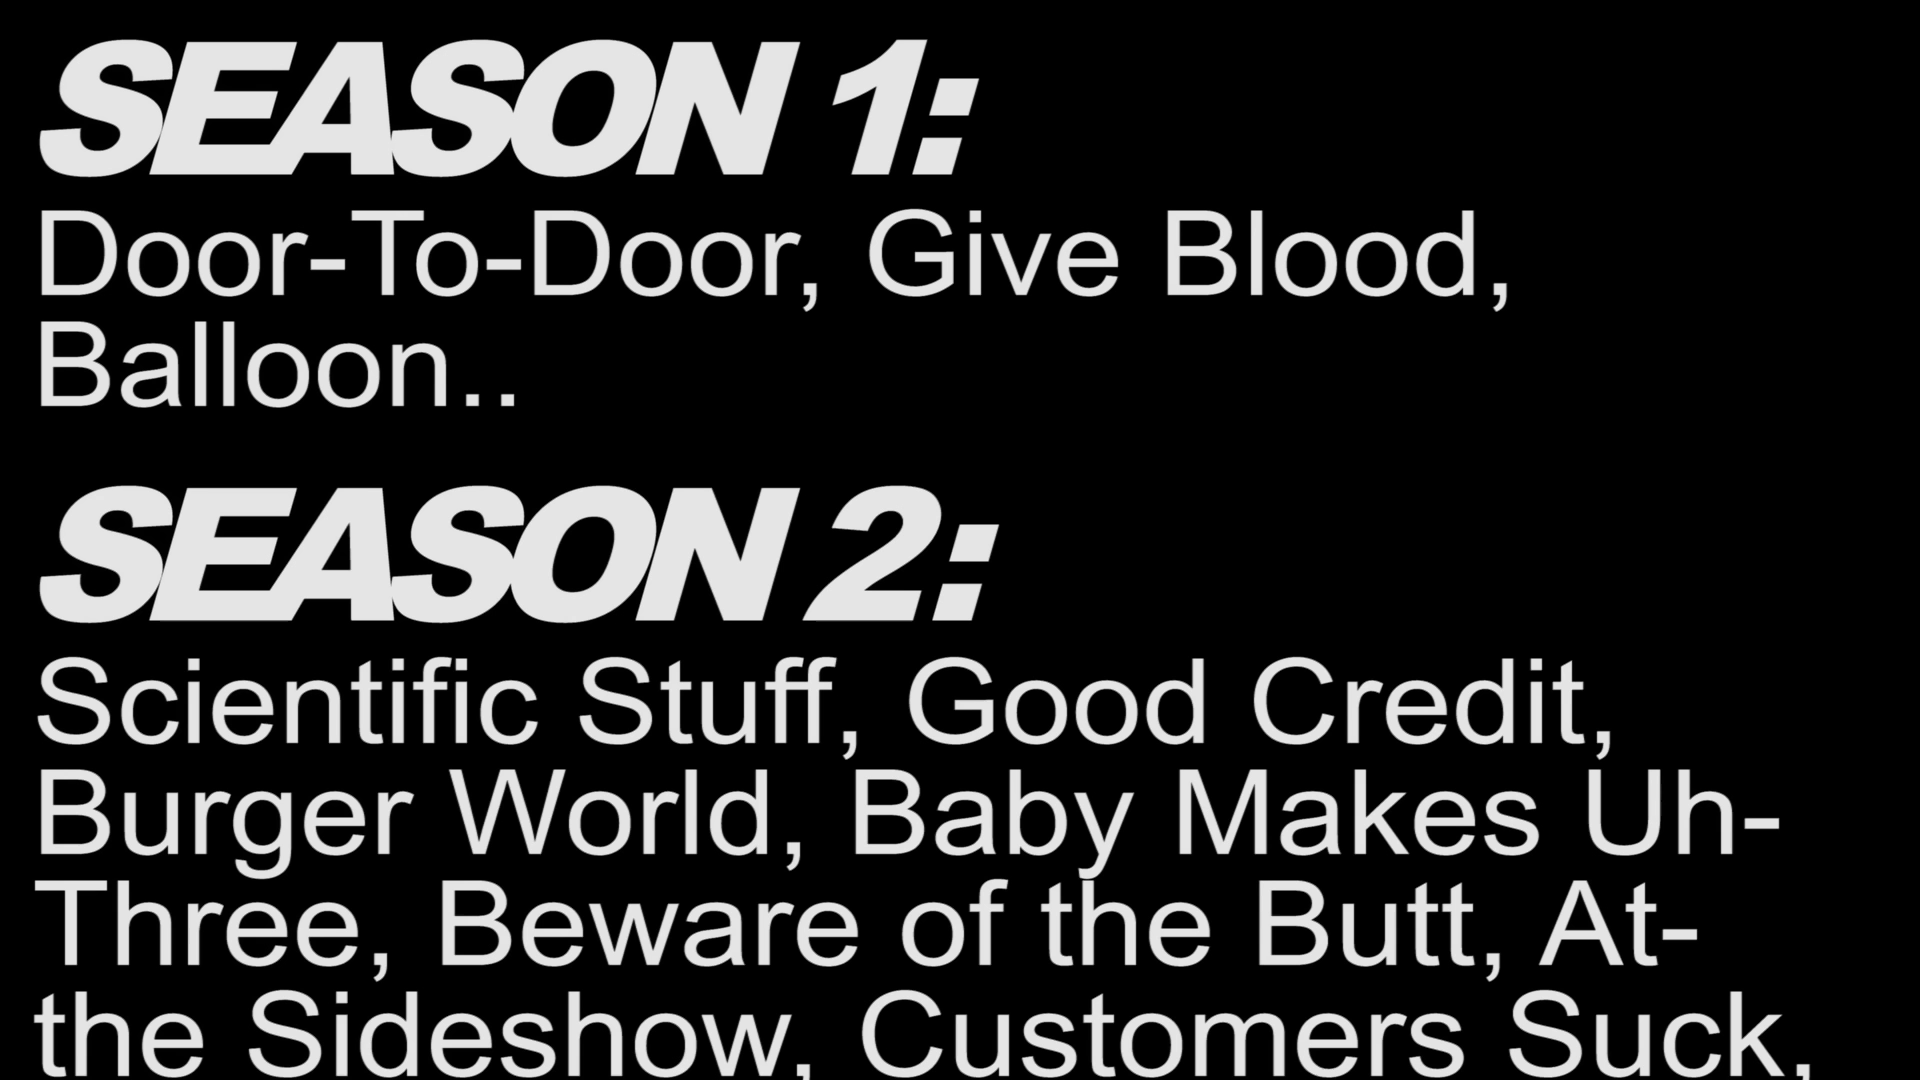 SEASON 1:
Door-To-Door, Give Blood,
Balloon..
SEASON 2:
Scientific Stuff, Good Credit,
Burger World, Baby Makes Uh-
Three, Beware of the Butt, At-
the Sideshow, Customers Suck,